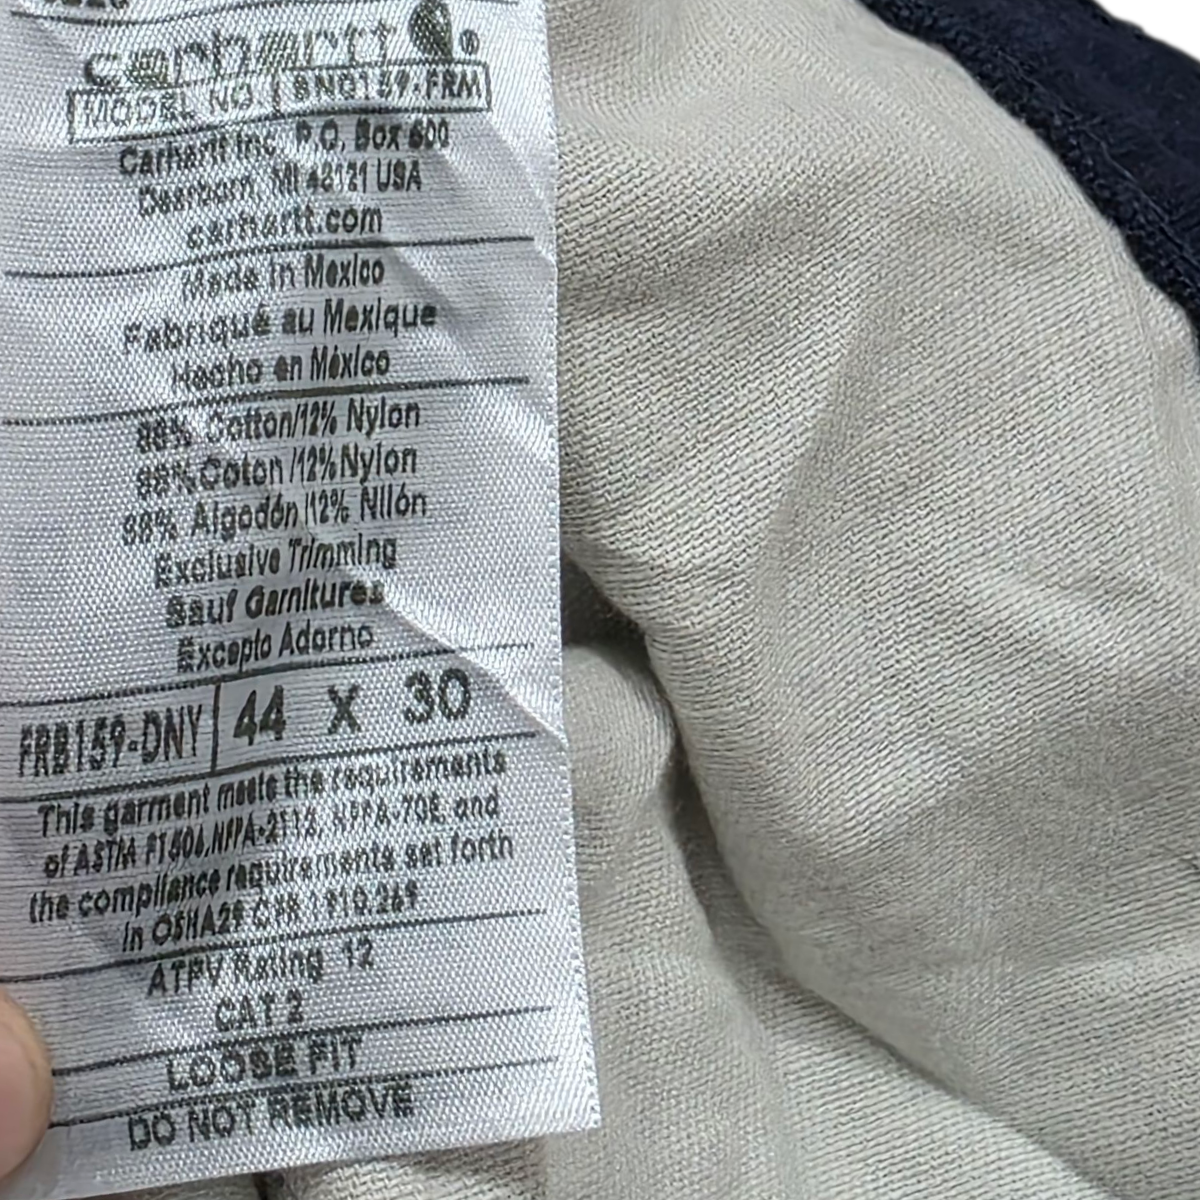 carhartt ®
MODEL NO. BNO159-FRM
Carhartt Inc. P.O. Box 600
Dearborn, MI 48121 USA
carhartt.com
Made in Mexico
Fabriqué au Mexique
Hecho en México
88% Cotton/12% Nylon
88% Coton /12% Nylon
88% Algodón /12% Nilón
Exclusive Trimming
Sauf Garnitures
Excepto Adorno
FRB159-DNY 44 X 30
This garment meets the requirements
of ASTM F1506, NFPA-2112, NFPA-70E, and
the compliance requirements set forth
in OSHA29 CFR 1910.269
ATPV Rating 12
CAT 2
LOOSE FIT
DO NOT REMOVE